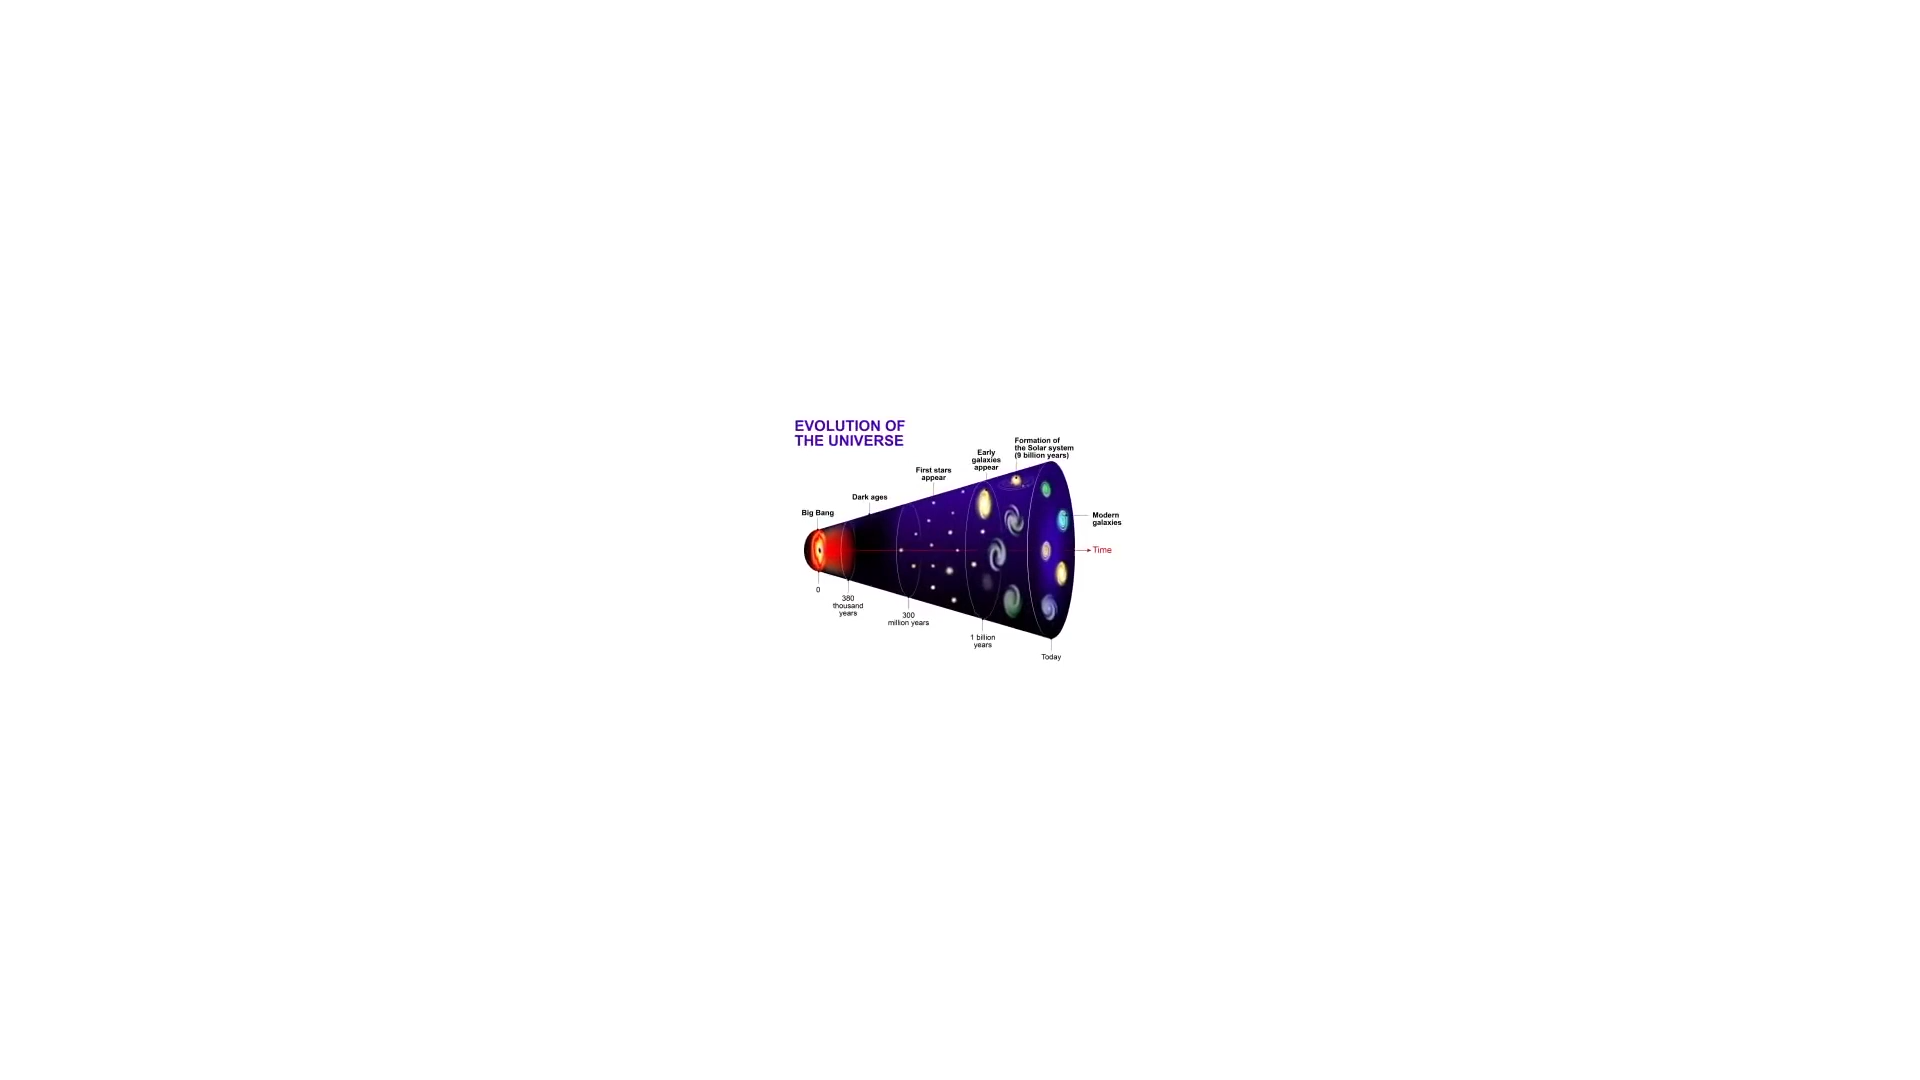 EVOLUTION OF
THE UNIVERSE
Formation of
the Solar system
(9 billion years)
Early
galaxies
appear
First stars
appear
Dark ages
Big Bang
Modern
galaxies
Time
0
380
thousand
years
300
million years
1 billion
years
Today